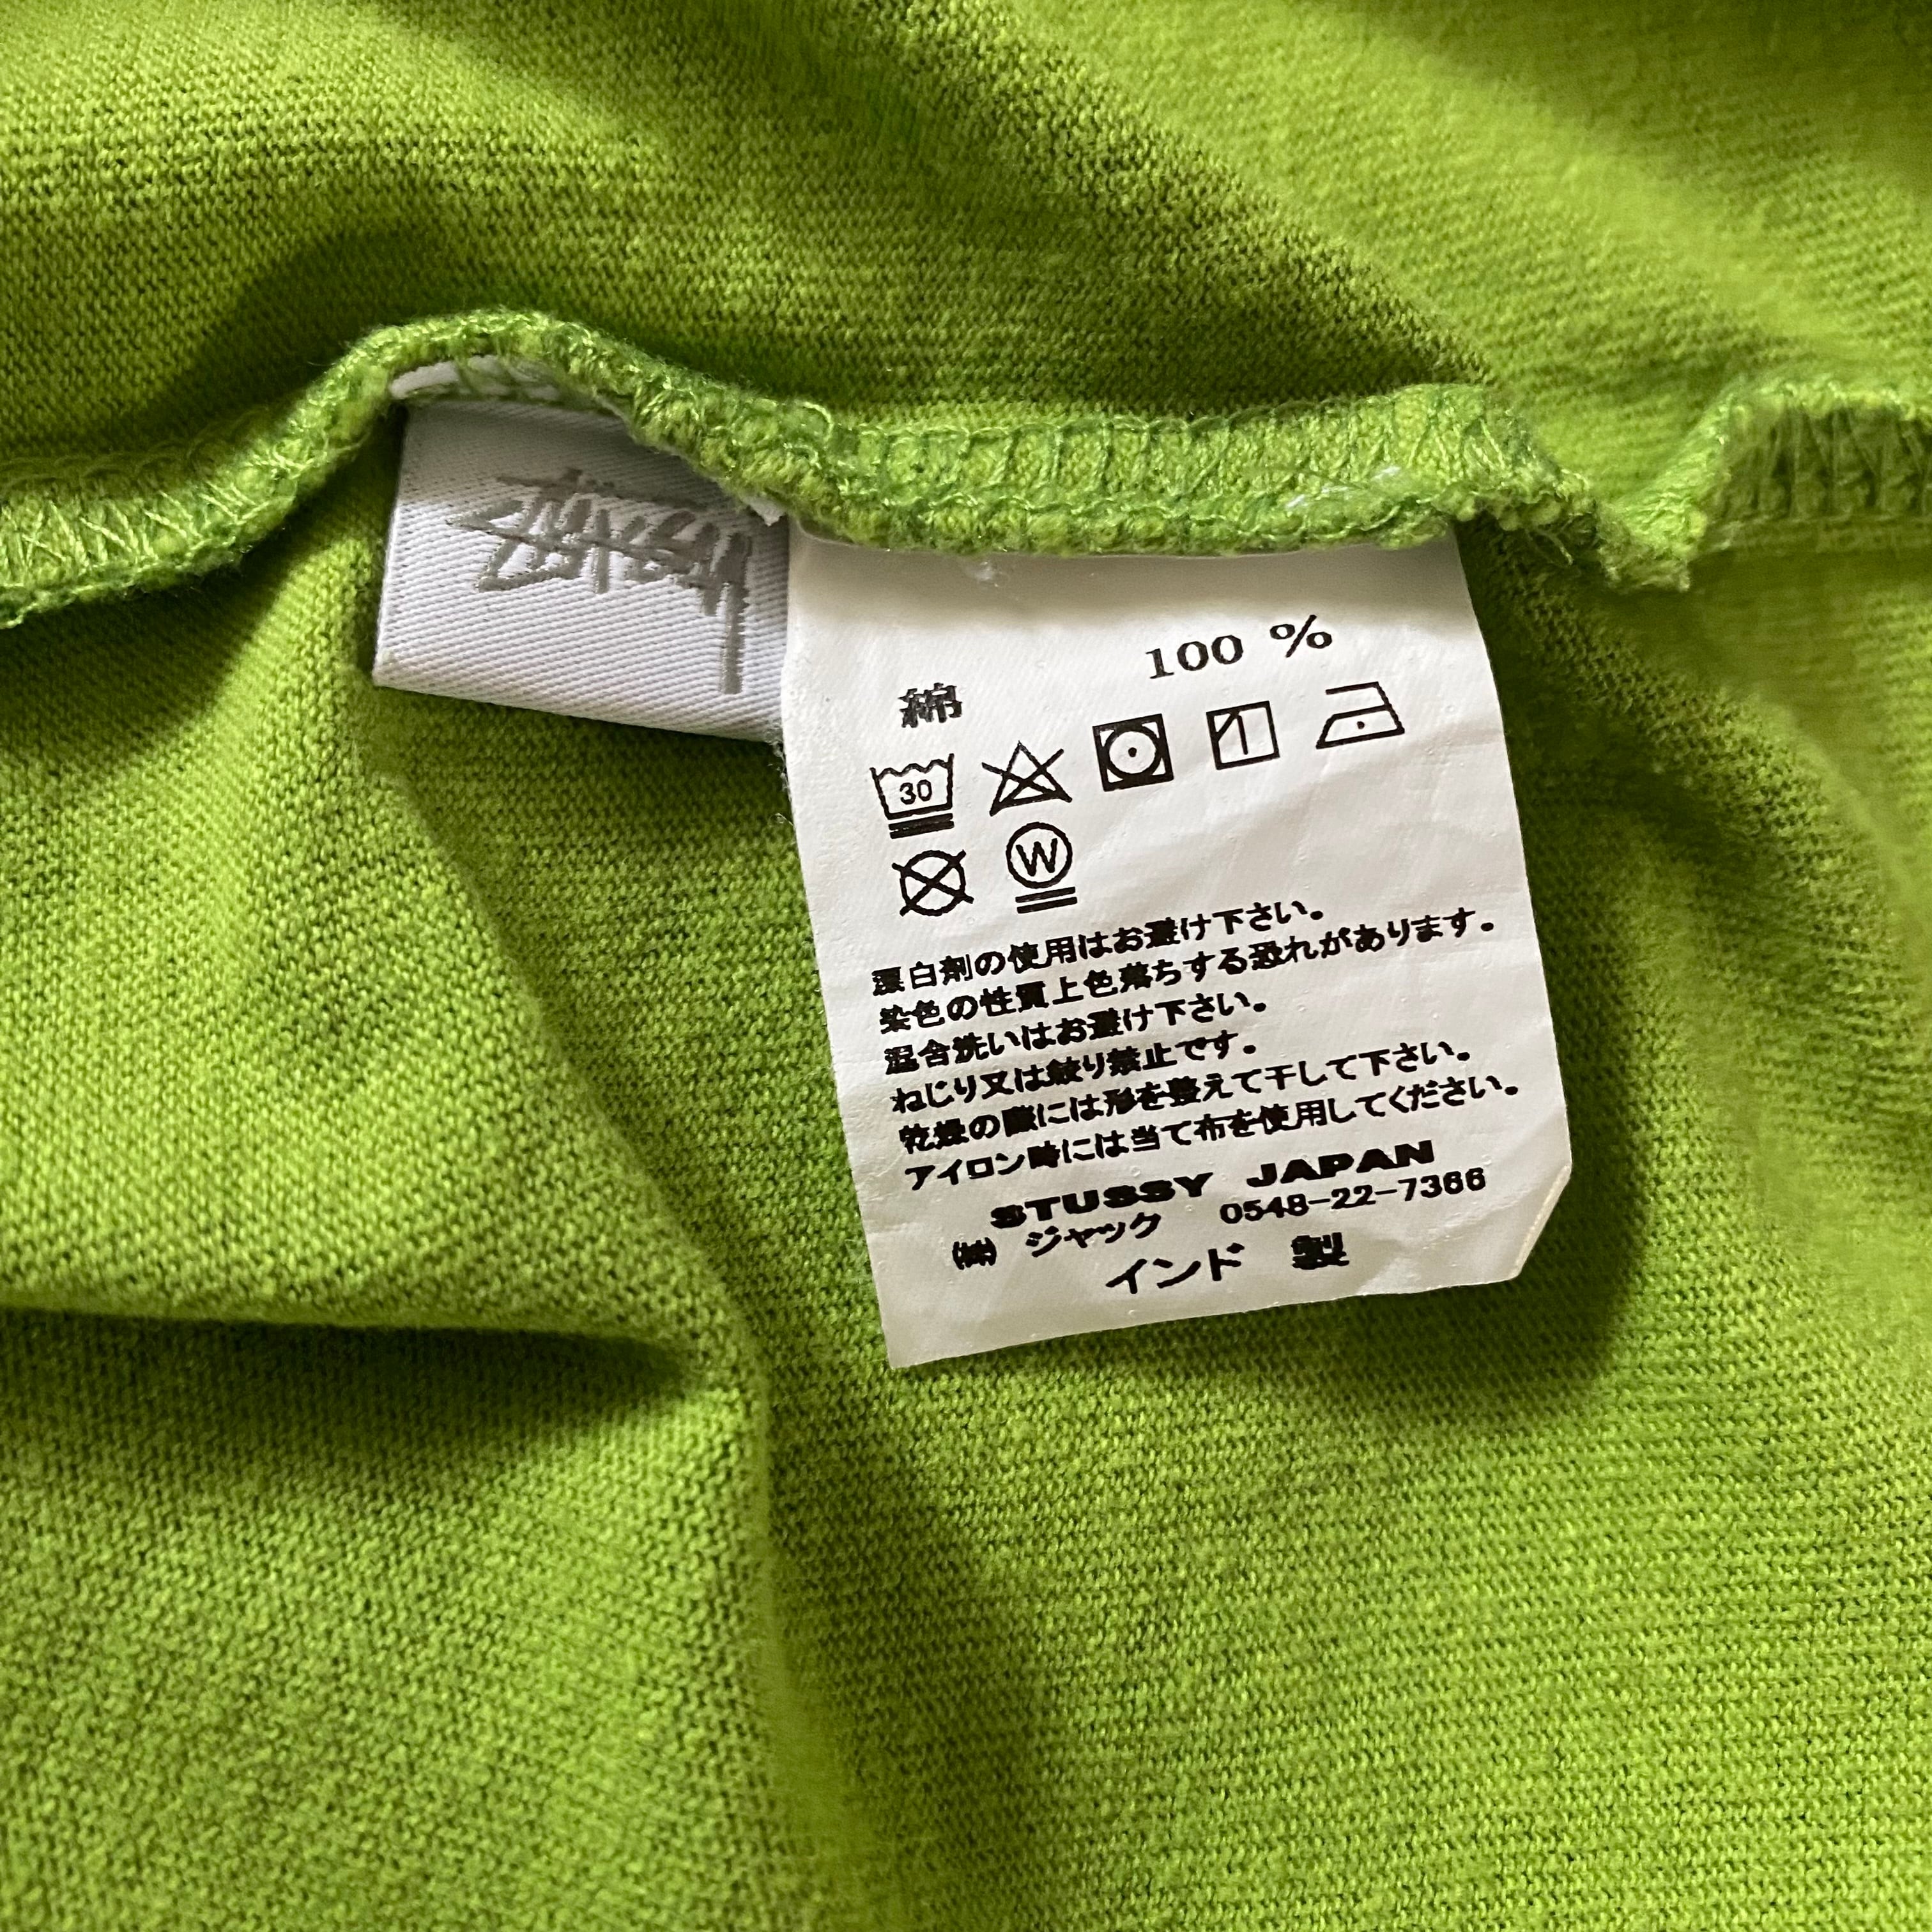 Stüssy
100 %
綿
30
W
漂白剤の使用はお避け下さい。
染色の性質上色落ちする恐れがあります。
混合洗いはお避け下さい。
ねじり又は絞り禁止です。
乾燥の際には形を整えて干して下さい。
アイロン時には当て布を使用してください。
STUSSY JAPAN
㈱ ジャック 0548-22-7366
インド 製